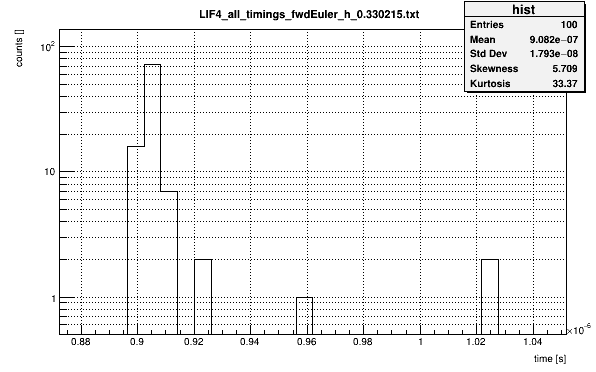 LIF4_all_timings_fwdEuler_h_0.330215.txt
hist
Entries 100
Mean 9.082e−07
Std Dev 1.793e−08
Skewness 5.709
Kurtosis 33.37
counts []
10²
10
1
0.88 0.9 0.92 0.94 0.96 0.98 1 1.02 1.04
×10⁻⁶
time [s]